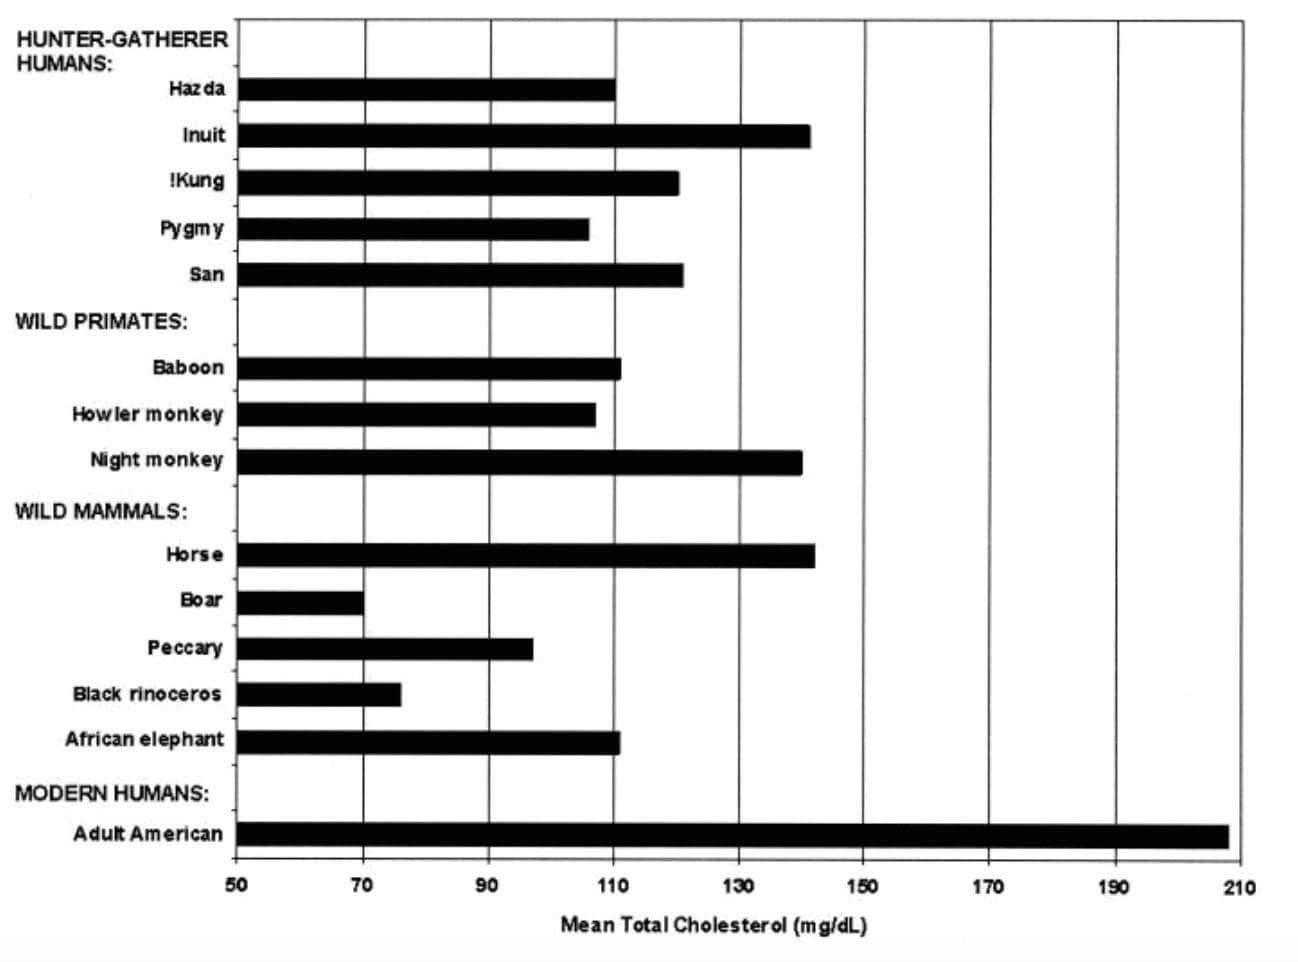 HUNTER-GATHERER
HUMANS:
Hazda
Inuit
!Kung
Pygmy
San
WILD PRIMATES:
Baboon
Howler monkey
Night monkey
WILD MAMMALS:
Horse
Boar
Peccary
Black rinoceros
African elephant
MODERN HUMANS:
Adult American
50 70 90 110 130 150 170 190 210
Mean Total Cholesterol (mg/dL)